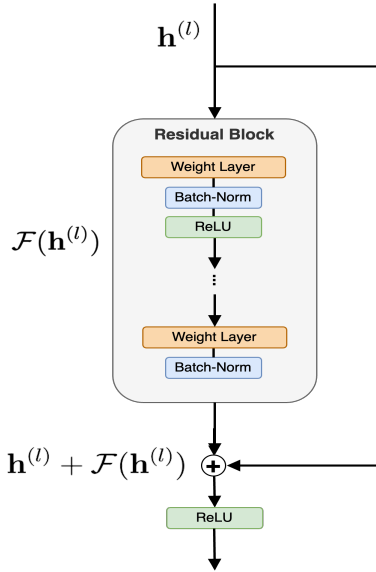 𝐡⁽ˡ⁾
Residual Block
Weight Layer
Batch-Norm
ReLU
ℱ(𝐡⁽ˡ⁾)
...
Weight Layer
Batch-Norm
𝐡⁽ˡ⁾ + ℱ(𝐡⁽ˡ⁾)
+
ReLU